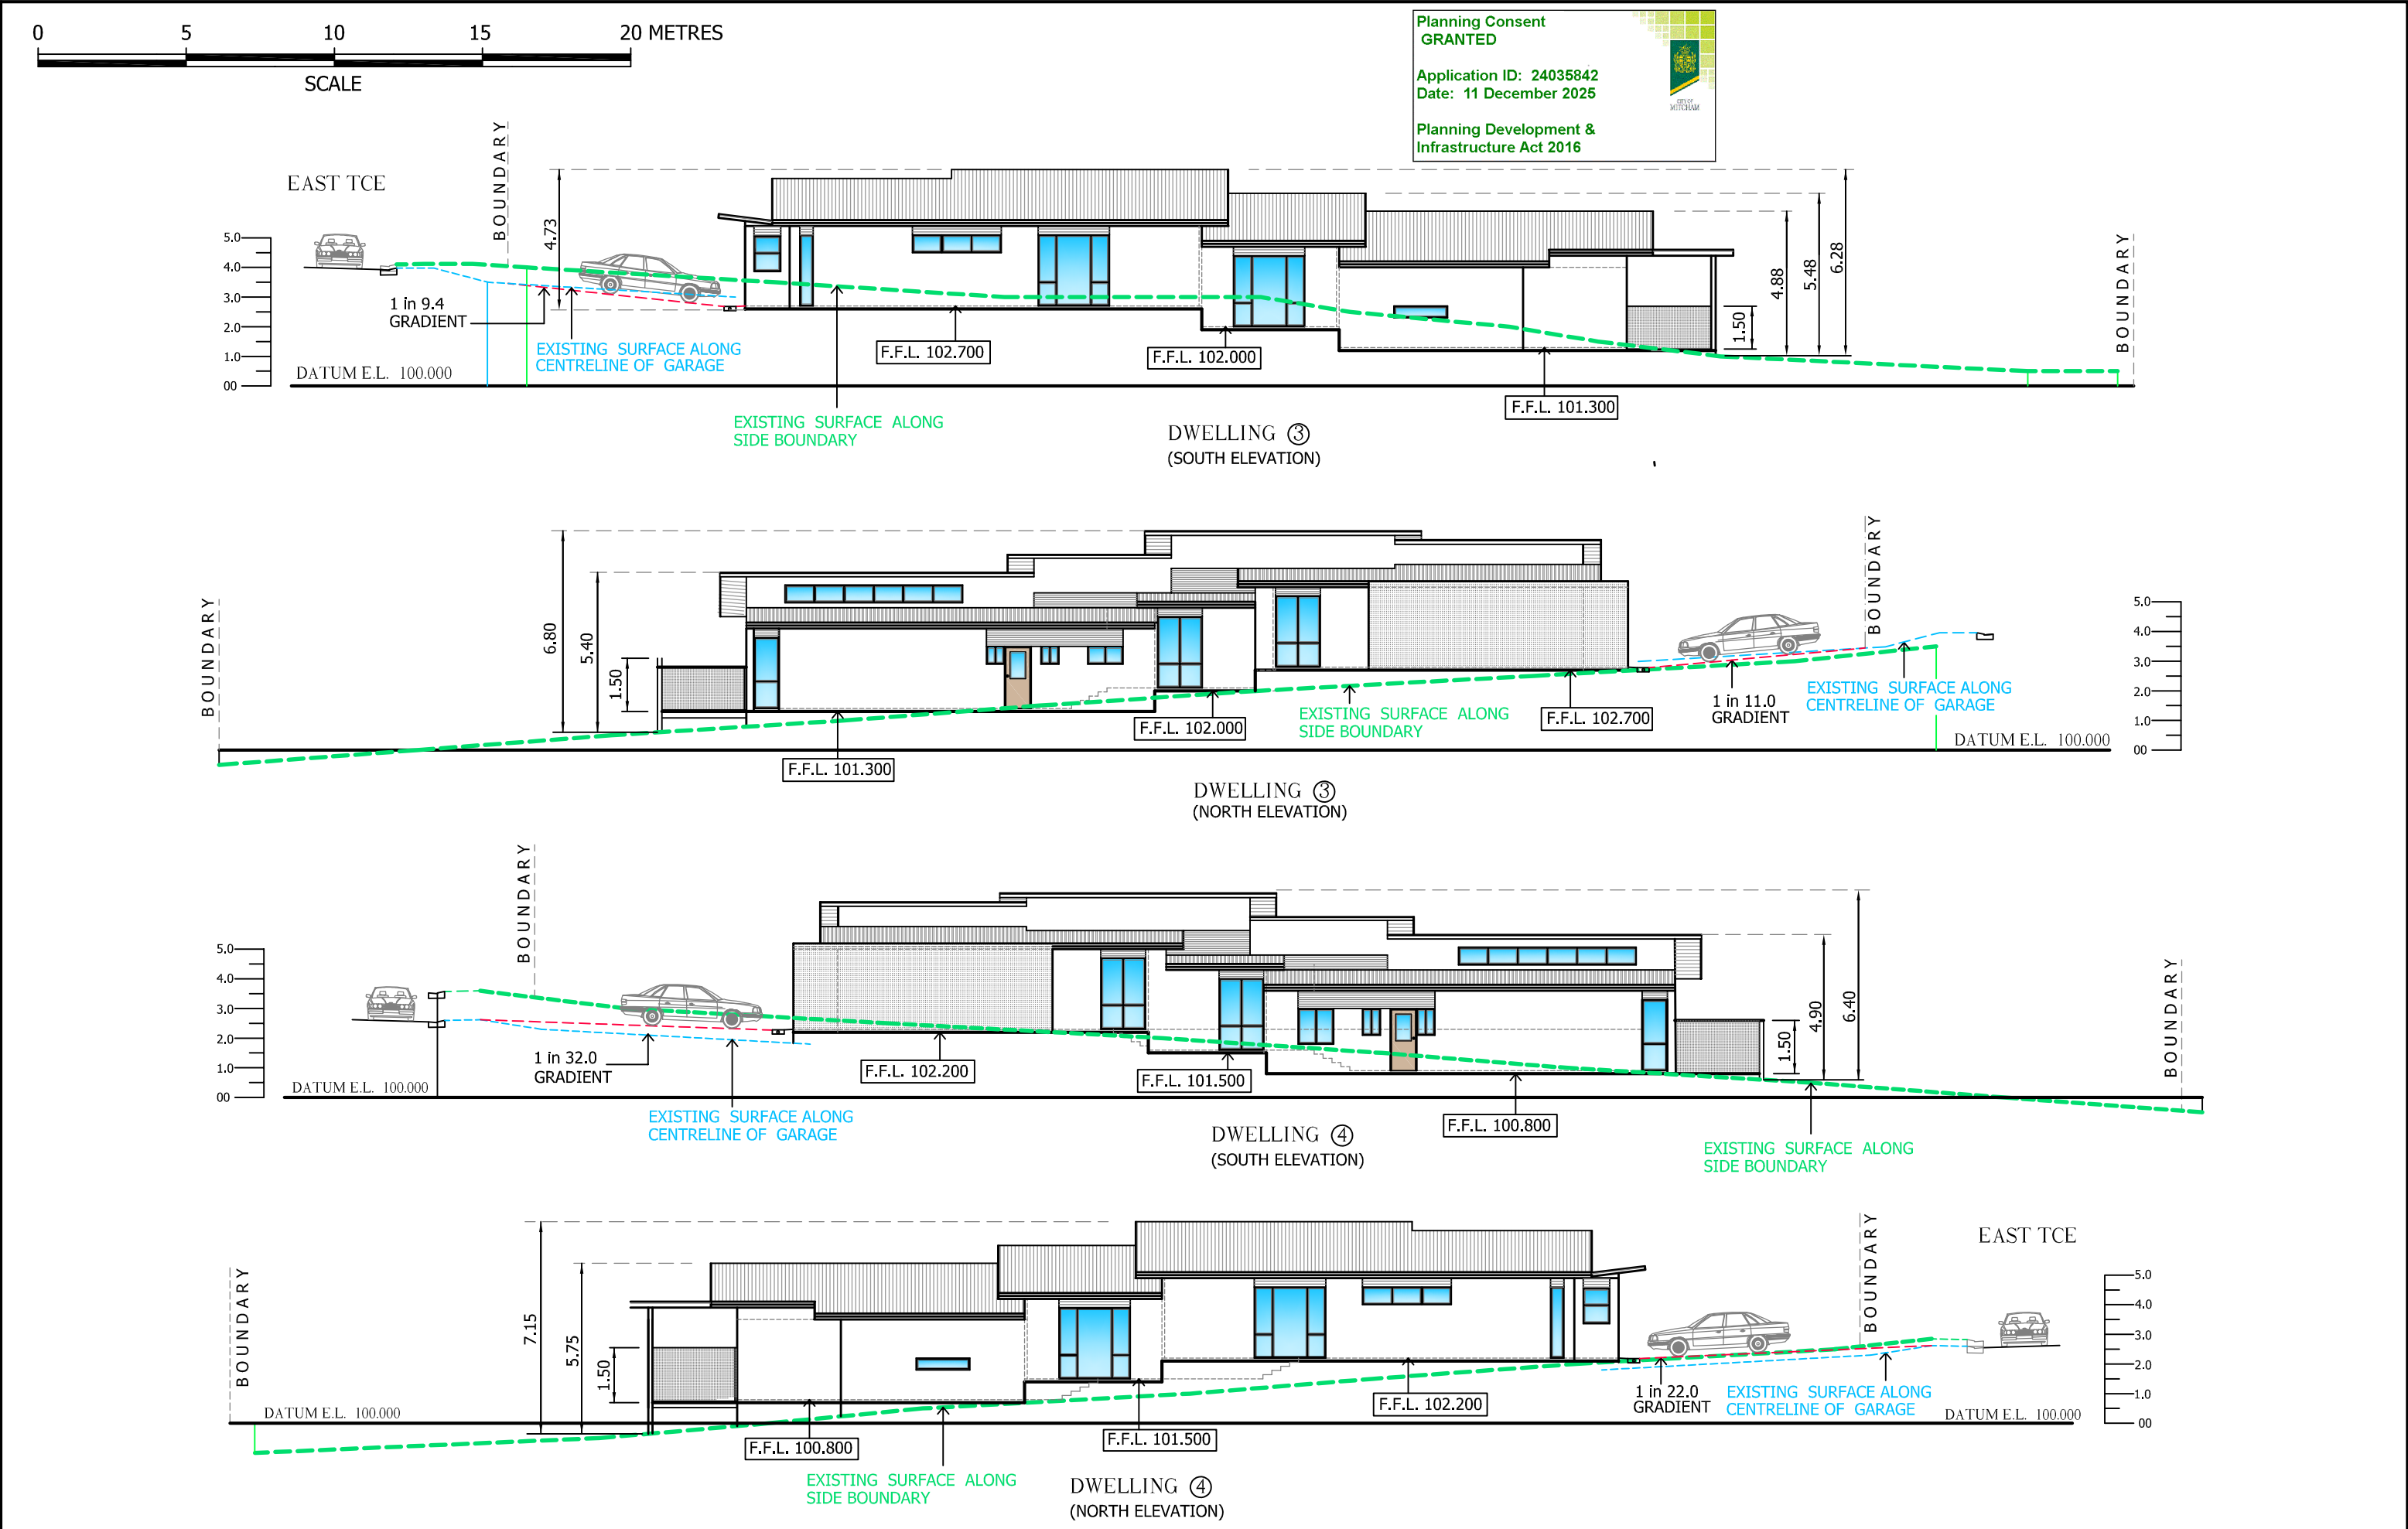 0 5 10 15 20 METRES
SCALE
Planning Consent
GRANTED
Application ID: 24035842
Date: 11 December 2025
Planning Development &
Infrastructure Act 2016
CITY OF
MITCHAM
EAST TCE
BOUNDARY
4.73
5.0
4.0
3.0
2.0
1.0
00
1 in 9.4
GRADIENT
EXISTING SURFACE ALONG
CENTRELINE OF GARAGE
DATUM E.L. 100.000
F.F.L. 102.700
F.F.L. 102.000
F.F.L. 101.300
1.50
4.88
5.48
6.28
BOUNDARY
EXISTING SURFACE ALONG
SIDE BOUNDARY
DWELLING 3
(SOUTH ELEVATION)
BOUNDARY
6.80
5.40
1.50
F.F.L. 101.300
F.F.L. 102.000
EXISTING SURFACE ALONG
SIDE BOUNDARY
F.F.L. 102.700
1 in 11.0
GRADIENT
BOUNDARY
EXISTING SURFACE ALONG
CENTRELINE OF GARAGE
DATUM E.L. 100.000
5.0
4.0
3.0
2.0
1.0
00
DWELLING 3
(NORTH ELEVATION)
BOUNDARY
5.0
4.0
3.0
2.0
1.0
00
1 in 32.0
GRADIENT
DATUM E.L. 100.000
EXISTING SURFACE ALONG
CENTRELINE OF GARAGE
F.F.L. 102.200
F.F.L. 101.500
F.F.L. 100.800
1.50
4.90
6.40
BOUNDARY
EXISTING SURFACE ALONG
SIDE BOUNDARY
DWELLING 4
(SOUTH ELEVATION)
BOUNDARY
7.15
5.75
1.50
DATUM E.L. 100.000
F.F.L. 100.800
F.F.L. 101.500
F.F.L. 102.200
EXISTING SURFACE ALONG
SIDE BOUNDARY
1 in 22.0
GRADIENT
EXISTING SURFACE ALONG
CENTRELINE OF GARAGE
BOUNDARY
EAST TCE
DATUM E.L. 100.000
5.0
4.0
3.0
2.0
1.0
00
DWELLING 4
(NORTH ELEVATION)